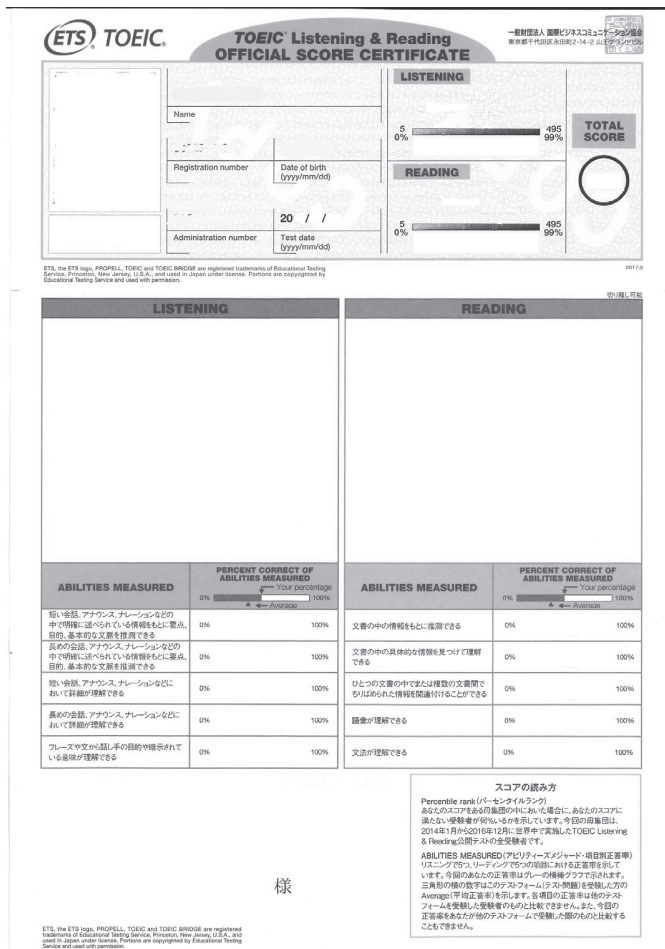 ETS® TOEIC®
TOEIC® Listening & Reading
OFFICIAL SCORE CERTIFICATE
一般財団法人 国際ビジネスコミュニケーション協会
東京都千代田区永田町2-14-2 山王グランドビル
Name
Registration number
Date of birth
(yyyy/mm/dd)
20 / /
Administration number
Test date
(yyyy/mm/dd)
LISTENING
5 495
0% 99%
READING
5 495
0% 99%
TOTAL
SCORE
ETS, the ETS logo, PROPELL, TOEIC and TOEIC BRIDGE are registered trademarks of Educational Testing
Service, Princeton, New Jersey, U.S.A., and used in Japan under license. Portions are copyrighted by
Educational Testing Service and used with permission.
2017.9
切り離し可能
LISTENING
ABILITIES MEASURED
PERCENT CORRECT OF
ABILITIES MEASURED
Your percentage
0% 100%
Average
短い会話、アナウンス、ナレーションなどの
中で明確に述べられている情報をもとに要点、
目的、基本的な文脈を推測できる
0% 100%
長めの会話、アナウンス、ナレーションなどの
中で明確に述べられている情報をもとに要点、
目的、基本的な文脈を推測できる
0% 100%
短い会話、アナウンス、ナレーションなどに
おいて詳細が理解できる
0% 100%
長めの会話、アナウンス、ナレーションなどに
おいて詳細が理解できる
0% 100%
フレーズや文から話し手の目的や暗示されて
いる意味が理解できる
0% 100%
READING
ABILITIES MEASURED
PERCENT CORRECT OF
ABILITIES MEASURED
Your percentage
0% 100%
Average
文書の中の情報をもとに推測できる
0% 100%
文書の中の具体的な情報を見つけて理解
できる
0% 100%
ひとつの文書の中でまたは複数の文書間で
ちりばめられた情報を関連付けることができる
0% 100%
語彙が理解できる
0% 100%
文法が理解できる
0% 100%
スコアの読み方
Percentile rank(パーセンタイルランク)
あなたのスコアをある母集団の中において場合に、あなたのスコアに
満たない受験者が何%いるかを示しています。今回の母集団は、
2014年1月から2016年12月に世界中で実施したTOEIC Listening
& Reading公開テストの全受験者です。
ABILITIES MEASURED(アビリティーズメジャード・項目別正答率)
リスニングで5つ、リーディングで5つの項目における正答率を示して
います。今回のあなたの正答率はグレーの横棒グラフで示されます。
三角形の横の数字はこのテストフォーム(テスト問題)を受験した方の
Average(平均正答率)を示します。各項目の正答率は他のテスト
フォームを受験した受験者のものと比較できません。また、今回の
正答率をあなたが他のテストフォームで受験した際のものと比較する
こともできません。
様
ETS, the ETS logo, PROPELL, TOEIC and TOEIC BRIDGE are registered
trademarks of Educational Testing Service, Princeton, New Jersey, U.S.A., and
used in Japan under license. Portions are copyrighted by Educational Testing
Service and used with permission.